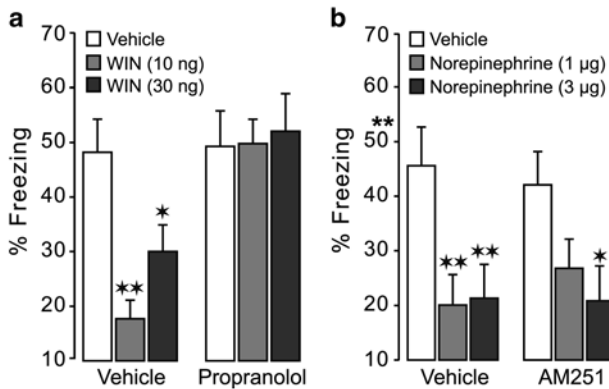 a
Vehicle
WIN (10 ng)
WIN (30 ng)
% Freezing
70
60
50
40
30
20
10
**
*
Vehicle
Propranolol
b
Vehicle
Norepinephrine (1 µg)
Norepinephrine (3 µg)
**
% Freezing
70
60
50
40
30
20
10
**
**
*
Vehicle
AM251